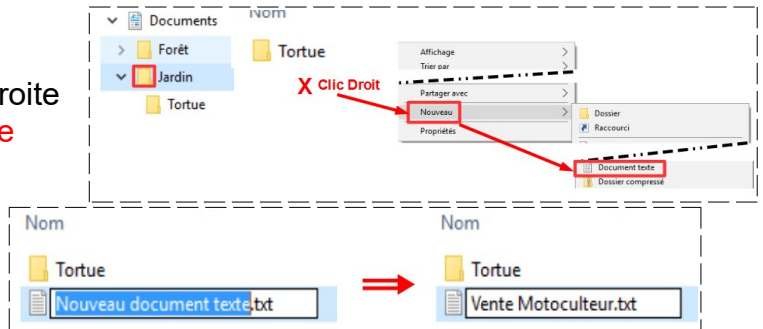 Documents
Nom
Forêt
Tortue
Jardin
Tortue
roite
e
X Clic Droit
Affichage
Trier par
Partager avec
Nouveau
Propriétés
Dossier
Raccourci
Document texte
Dossier compressé
Nom
Tortue
Nouveau document texte.txt
Nom
Tortue
Vente Motoculteur.txt